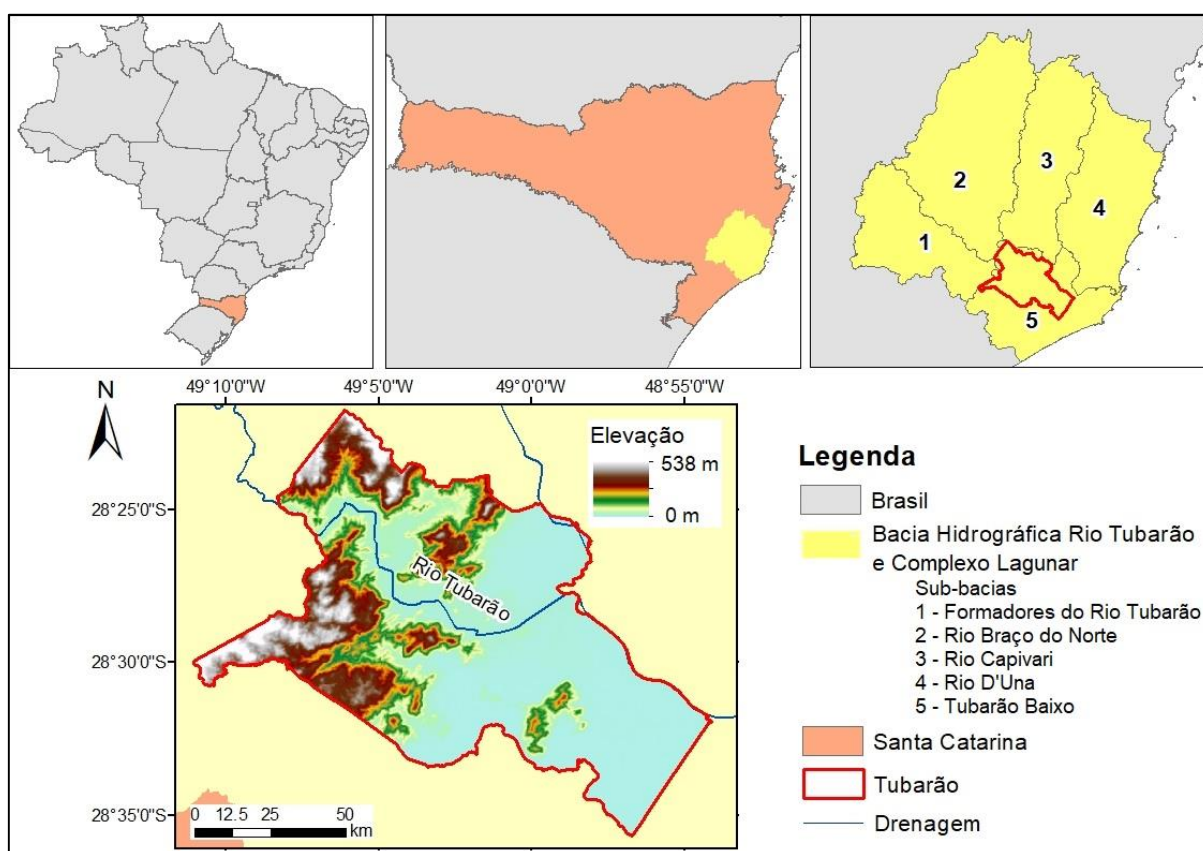 1
2
3
4
5
N
49°10'0"W
49°5'0"W
49°0'0"W
48°55'0"W
28°25'0"S
28°30'0"S
28°35'0"S
Elevação
538 m
0 m
Rio Tubarão
0 12.5 25 50
km
Legenda
Brasil
Bacia Hidrográfica Rio Tubarão
e Complexo Lagunar
Sub-bacias
1 - Formadores do Rio Tubarão
2 - Rio Braço do Norte
3 - Rio Capivari
4 - Rio D'Una
5 - Tubarão Baixo
Santa Catarina
Tubarão
Drenagem